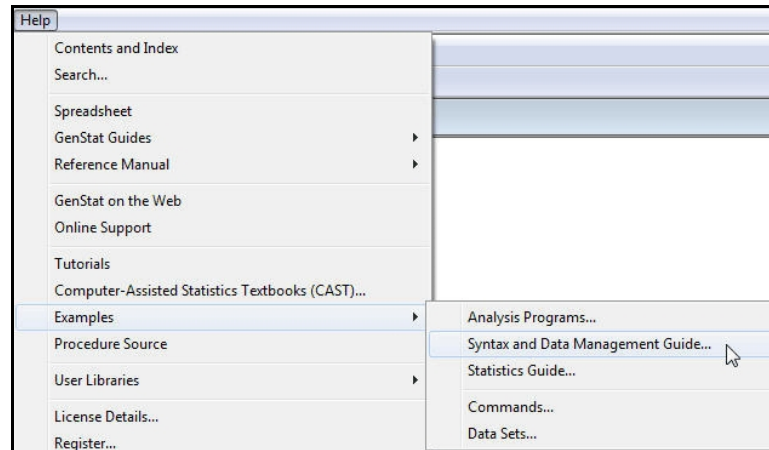 Help
Contents and Index
Search...
Spreadsheet
GenStat Guides
Reference Manual
GenStat on the Web
Online Support
Tutorials
Computer-Assisted Statistics Textbooks (CAST)...
Examples
Procedure Source
User Libraries
License Details...
Register...
Analysis Programs...
Syntax and Data Management Guide...
Statistics Guide...
Commands...
Data Sets...